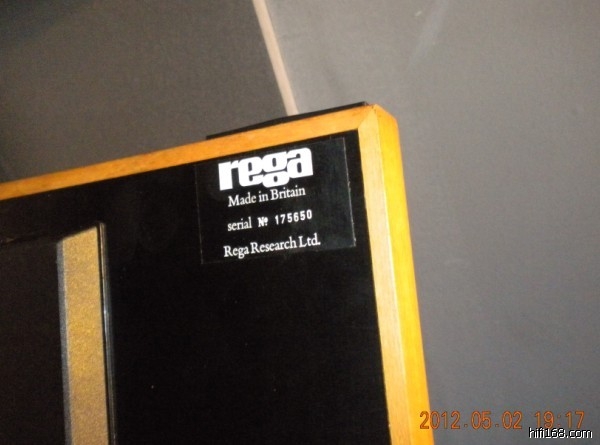 rega
Made in Britain
serial № 175650
Rega Research Ltd.
2012.05.02 19:17
hifi168.com